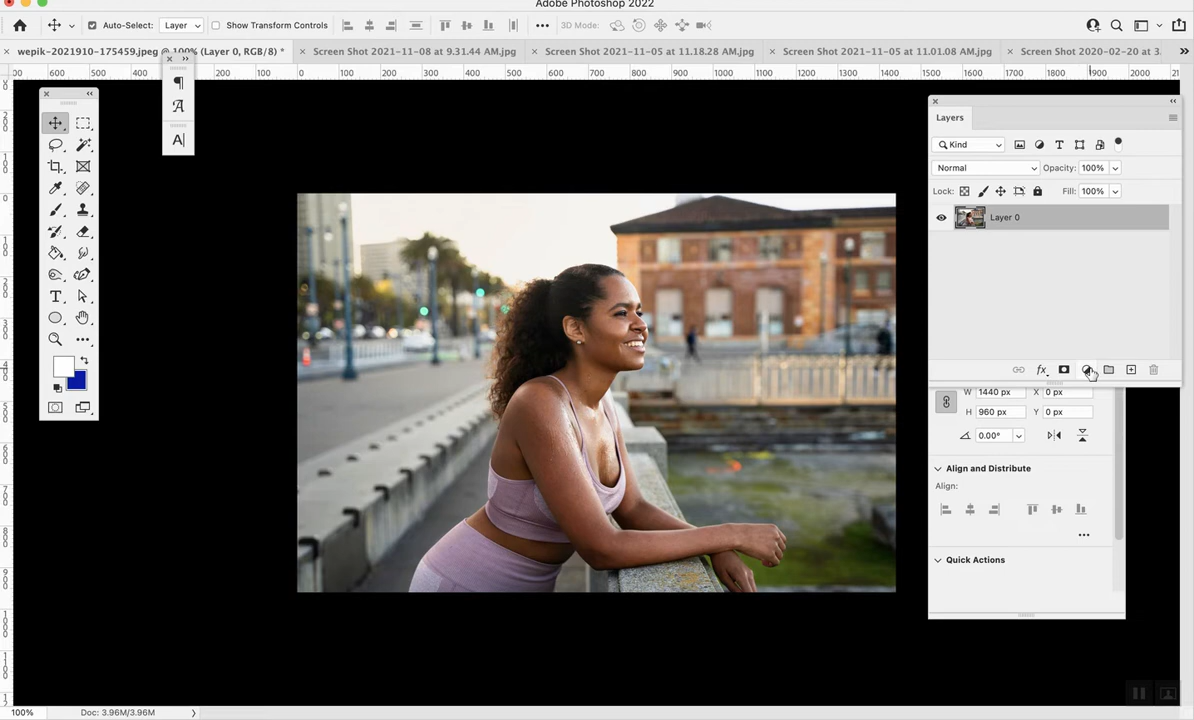 Adobe Photoshop 2022
Auto-Select: Layer Show Transform Controls 3D Mode:
wepik-2021910-175459.jpeg @ 100% (Layer 0, RGB/8) * Screen Shot 2021-11-08 at 9.31.44 AM.jpg Screen Shot 2021-11-05 at 11.18.28 AM.jpg Screen Shot 2021-11-05 at 11.01.08 AM.jpg Screen Shot 2020-02-20 at 3.
600 500 400 200 100 0 100 200 300 400 500 600 700 800 900 1000 1100 1200 1300 1400 1500 1600 1700 1800 1900 2000
Layers
Kind
Normal Opacity: 100%
Lock: Fill: 100%
Layer 0
fx
W 1440 px X 0 px
H 960 px Y 0 px
0.00°
Align and Distribute
Align:
Quick Actions
100% Doc: 3.96M/3.96M